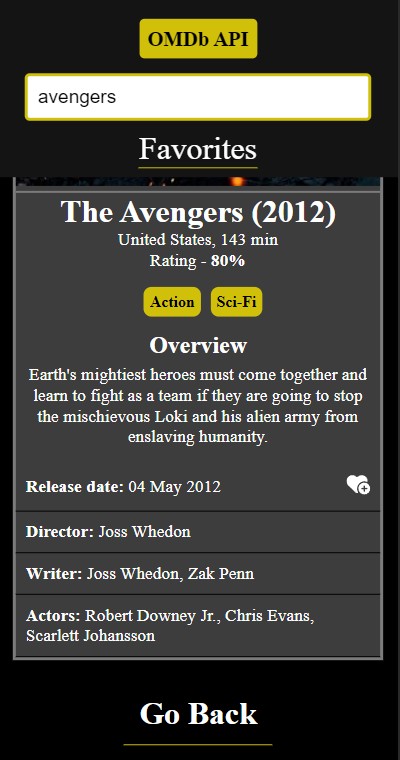 OMDb API
avengers
Favorites
The Avengers (2012)
United States, 143 min
Rating - 80%
Action Sci-Fi
Overview
Earth's mightiest heroes must come together and
learn to fight as a team if they are going to stop
the mischievous Loki and his alien army from
enslaving humanity.
Release date: 04 May 2012
Director: Joss Whedon
Writer: Joss Whedon, Zak Penn
Actors: Robert Downey Jr., Chris Evans,
Scarlett Johansson
Go Back